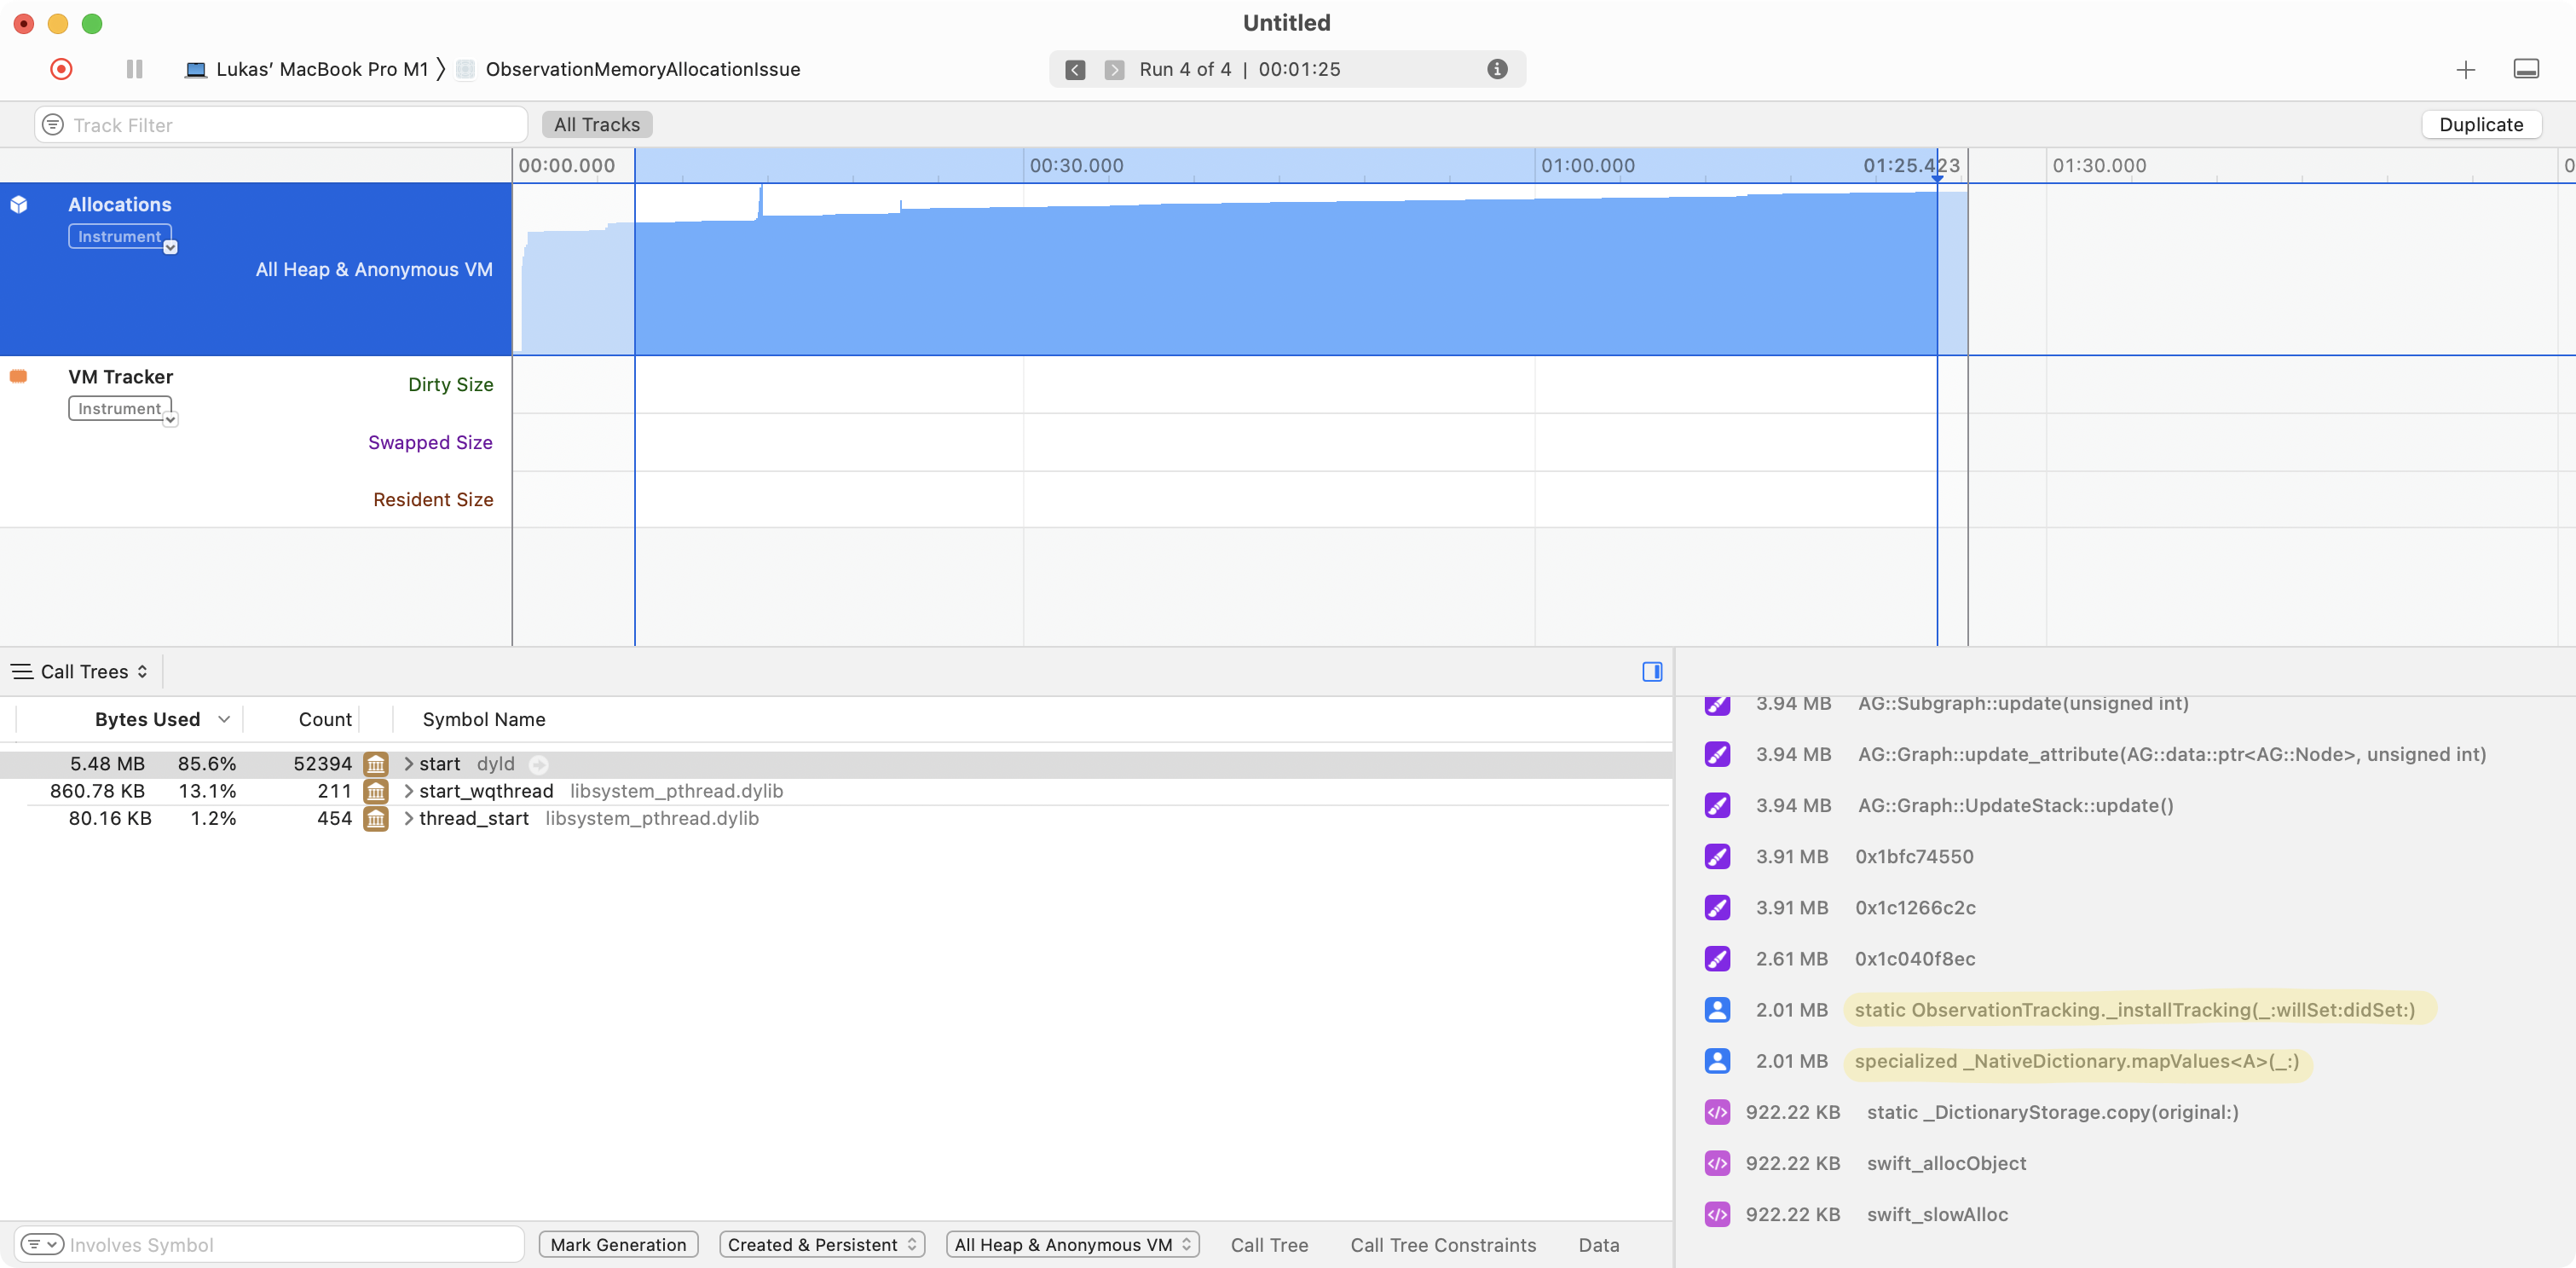 Untitled
Lukas’ MacBook Pro M1 〉 ObservationMemoryAllocationIssue
Run 4 of 4 | 00:01:25
Track Filter
All Tracks
Duplicate
00:00.000 00:30.000 01:00.000 01:25.423 01:30.000 0
Allocations
Instrument
All Heap & Anonymous VM
VM Tracker
Instrument
Dirty Size
Swapped Size
Resident Size
Call Trees
Bytes Used Count Symbol Name
5.48 MB 85.6% 52394 start dyld
860.78 KB 13.1% 211 start_wqthread libsystem_pthread.dylib
80.16 KB 1.2% 454 thread_start libsystem_pthread.dylib
3.94 MB AG::Subgraph::update(unsigned int)
3.94 MB AG::Graph::update_attribute(AG::data::ptr<AG::Node>, unsigned int)
3.94 MB AG::Graph::UpdateStack::update()
3.91 MB 0x1bfc74550
3.91 MB 0x1c1266c2c
2.61 MB 0x1c040f8ec
2.01 MB static ObservationTracking._installTracking(_:willSet:didSet:)
2.01 MB specialized _NativeDictionary.mapValues<A>(_:)
922.22 KB static _DictionaryStorage.copy(original:)
922.22 KB swift_allocObject
922.22 KB swift_slowAlloc
Involves Symbol
Mark Generation
Created & Persistent
All Heap & Anonymous VM
Call Tree
Call Tree Constraints
Data